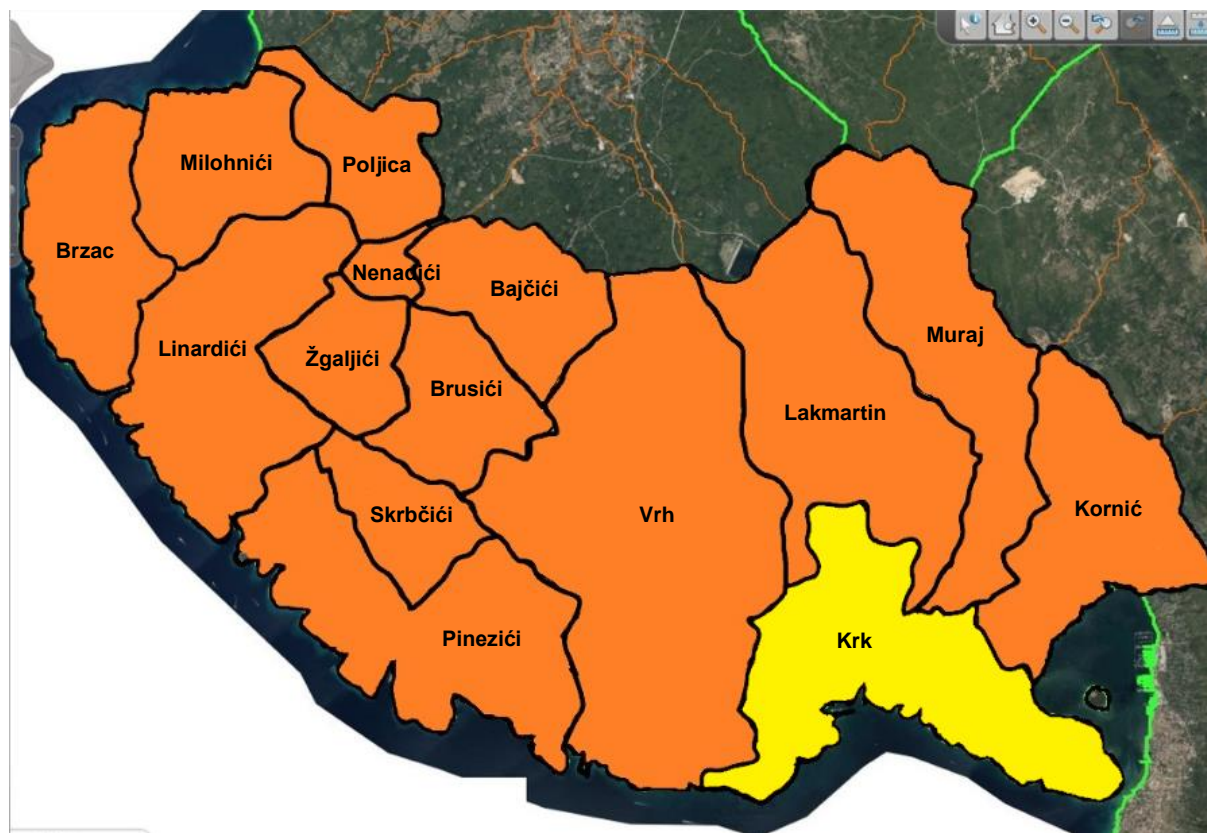 Milohnići
Poljica
Brzac
Nenadići
Bajčići
Linardići
Žgaljići
Brusići
Muraj
Lakmartin
Skrbčići
Vrh
Kornić
Pinezići
Krk